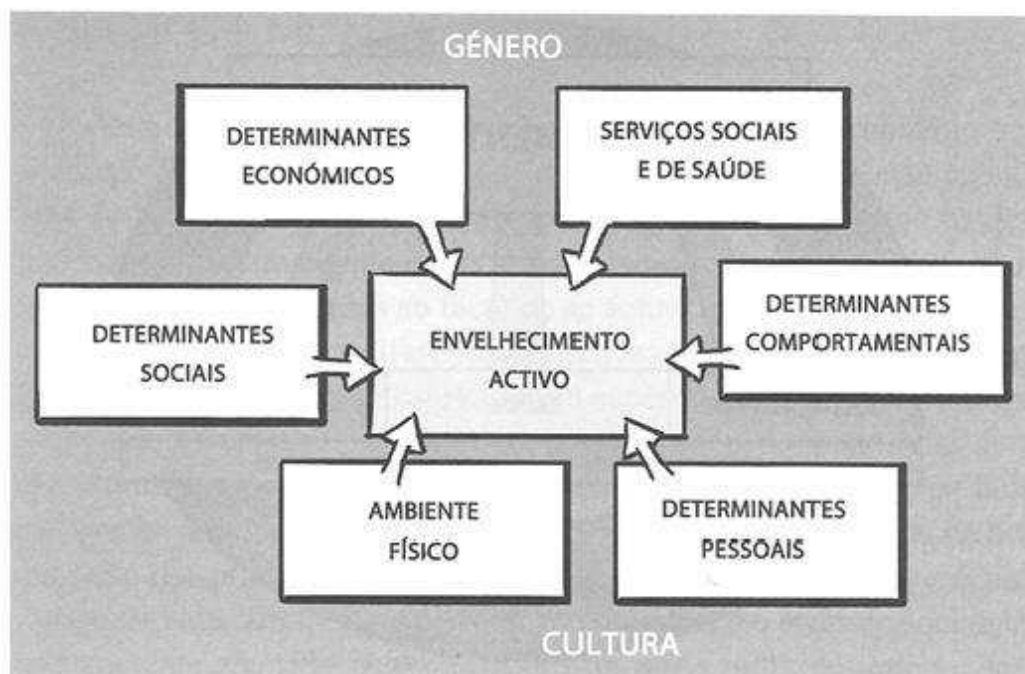 GÉNERO
DETERMINANTES
ECONÓMICOS
SERVIÇOS SOCIAIS
E DE SAÚDE
DETERMINANTES
SOCIAIS
ENVELHECIMENTO
ACTIVO
DETERMINANTES
COMPORTAMENTAIS
AMBIENTE
FÍSICO
DETERMINANTES
PESSOAIS
CULTURA